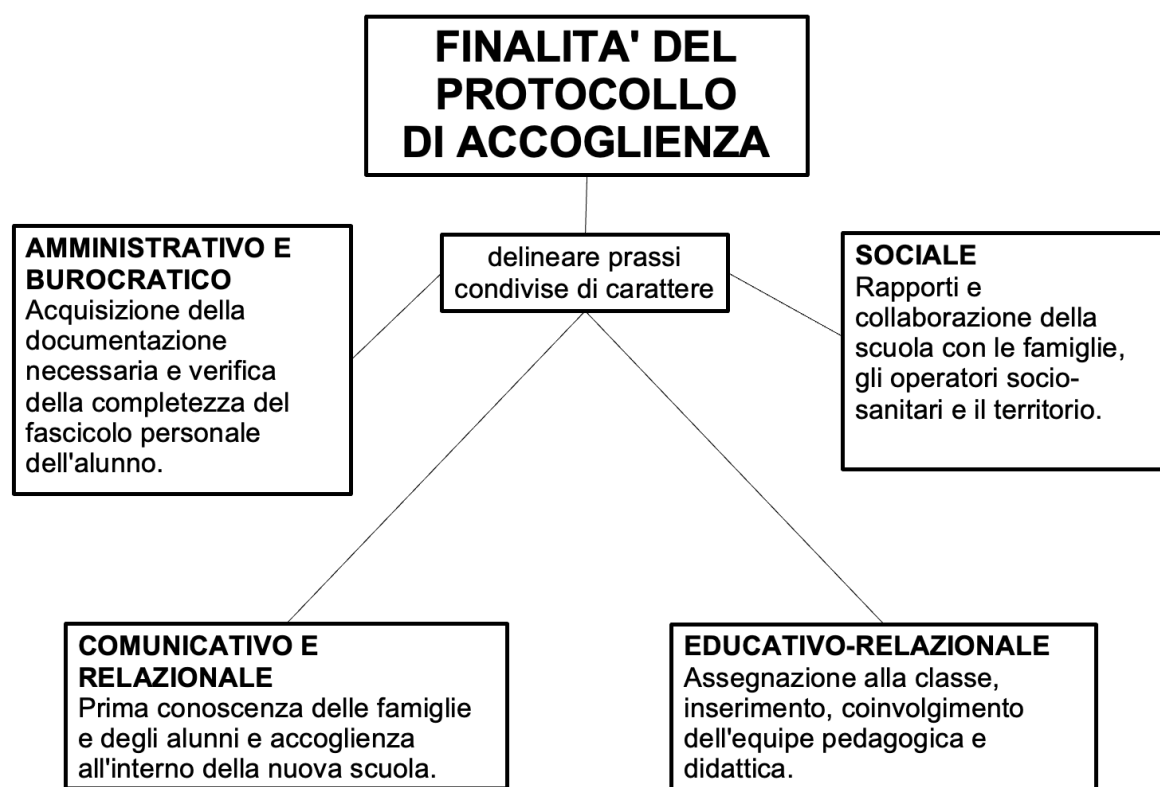 FINALITA' DEL
PROTOCOLLO
DI ACCOGLIENZA
delineare prassi
condivise di carattere
AMMINISTRATIVO E
BUROCRATICO
Acquisizione della
documentazione
necessaria e verifica
della completezza del
fascicolo personale
dell'alunno.
SOCIALE
Rapporti e
collaborazione della
scuola con le famiglie,
gli operatori socio-
sanitari e il territorio.
COMUNICATIVO E
RELAZIONALE
Prima conoscenza delle famiglie
e degli alunni e accoglienza
all'interno della nuova scuola.
EDUCATIVO-RELAZIONALE
Assegnazione alla classe,
inserimento, coinvolgimento
dell'equipe pedagogica e
didattica.